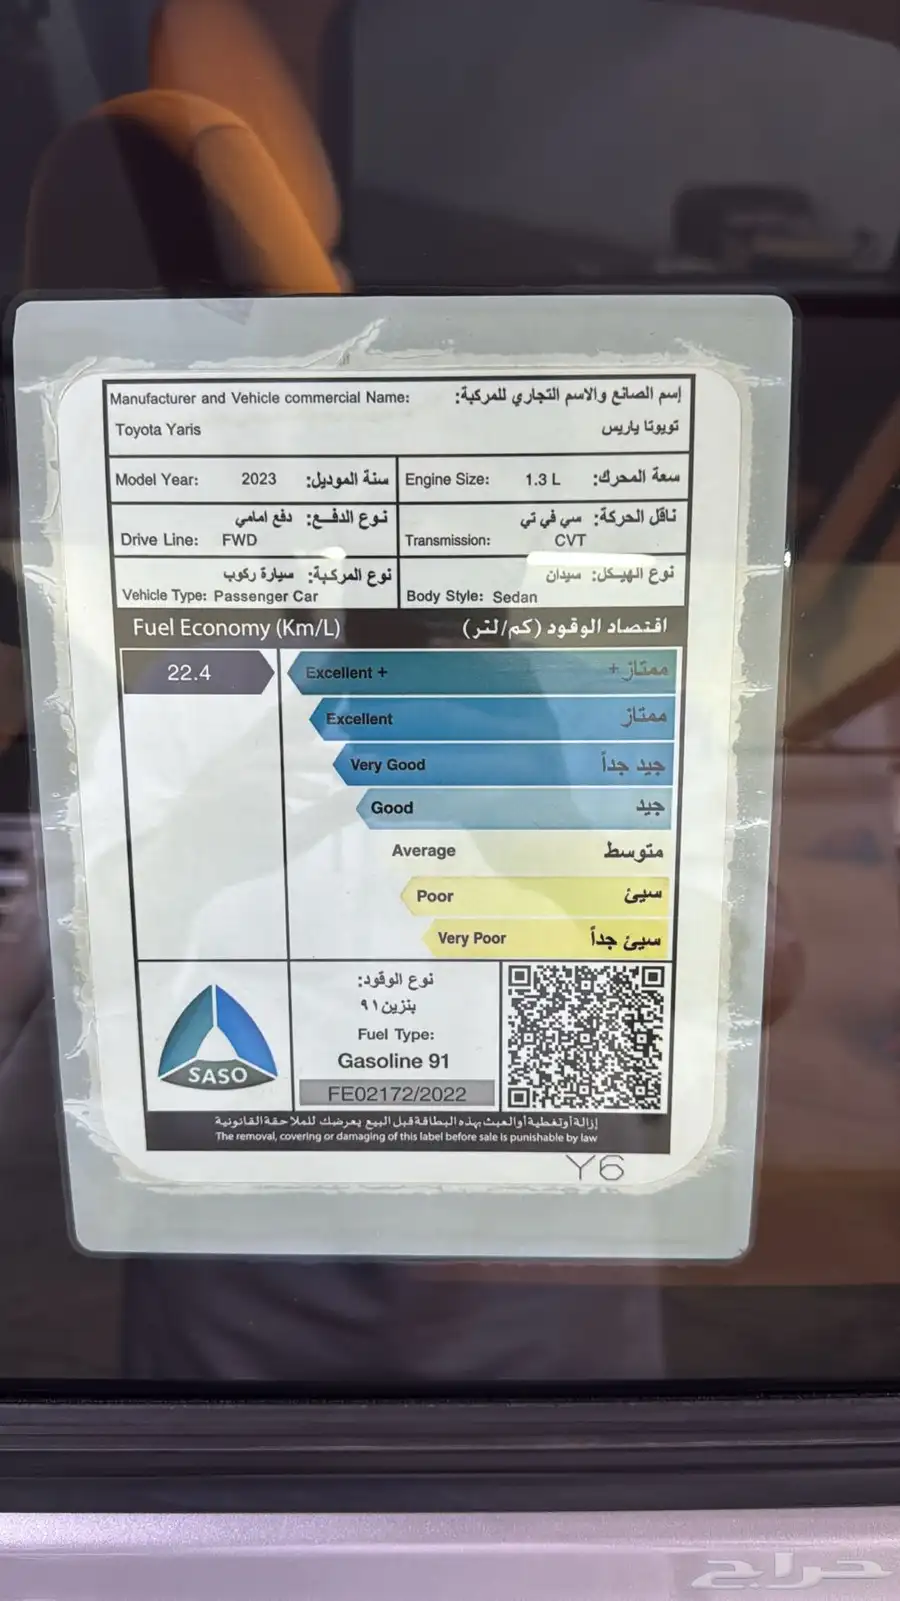 Manufacturer and Vehicle commercial Name: إسم الصانع والاسم التجاري للمركبة:
Toyota Yaris تويوتا ياريس
Model Year: 2023 سنة الموديل: Engine Size: 1.3 L سعة المحرك:
نوع الدفـــع: دفع امامي ناقل الحركة: سي في تي
Drive Line: FWD Transmission: CVT
نوع المركبـة: سيارة ركوب نوع الهيـكل: سيدان
Vehicle Type: Passenger Car Body Style: Sedan
Fuel Economy (Km/L) اقتصاد الوقود (كم/لتر)
22.4 Excellent + ممتاز +
Excellent ممتاز
Very Good جيد جداً
Good جيد
Average متوسط
Poor سيئ
Very Poor سيئ جداً
نوع الوقود:
بنزين ٩١
Fuel Type:
Gasoline 91
SASO
FE02172/2022
إزالة أو تغطية أو العبث بهذه البطاقة قبل البيع يعرضك للملاحقة القانونية
The removal, covering or damaging of this label before sale is punishable by law
Y6
حراج